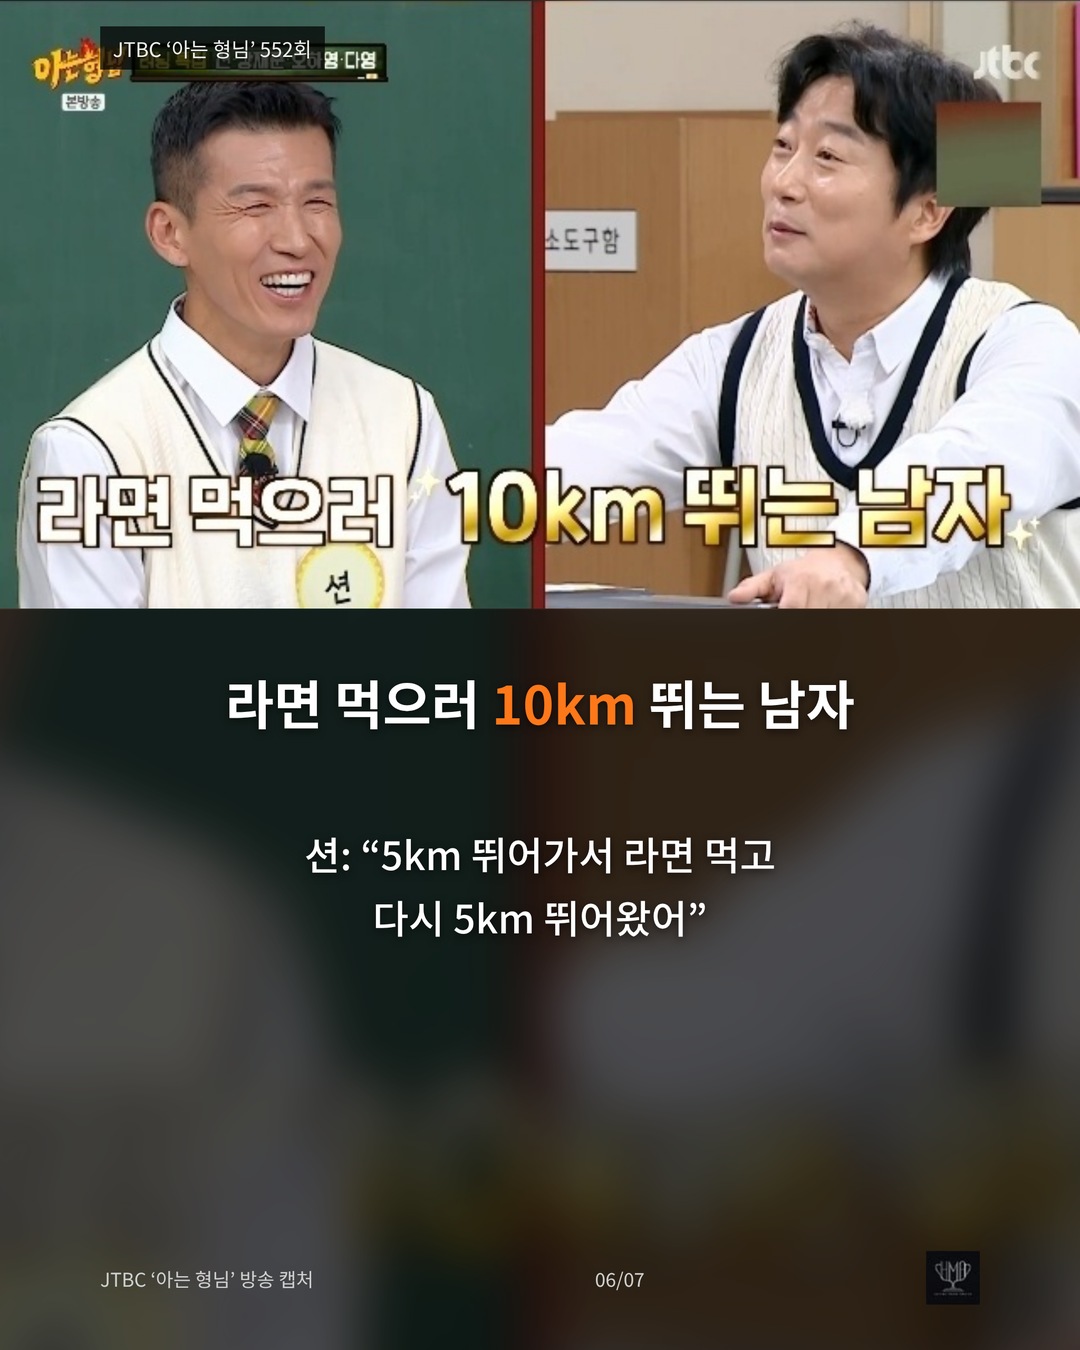 JTBC ‘아는 형님’ 552회
아는형님
영·다영
본방송
jtbc
소도구함
라면 먹으러 10km 뛰는 남자
션
라면 먹으러 10km 뛰는 남자
션: “5km 뛰어가서 라면 먹고
다시 5km 뛰어왔어”
JTBC ‘아는 형님’ 방송 캡처
06/07